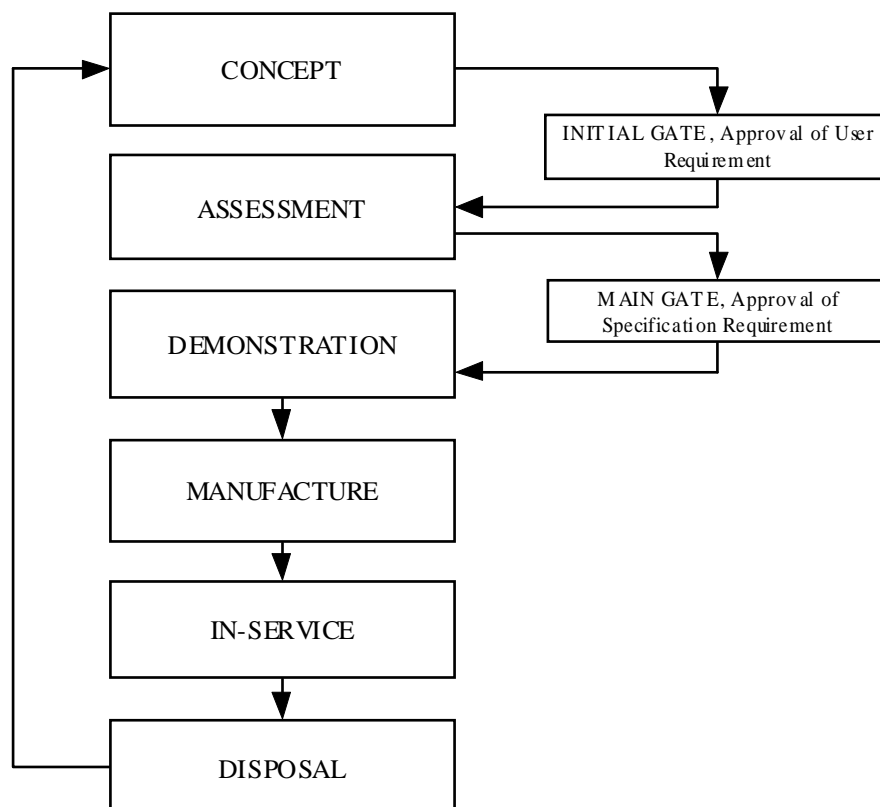 CONCEPT
INITIAL GATE, Approval of User
Requirement
ASSESSMENT
MAIN GATE, Approval of
Specification Requirement
DEMONSTRATION
MANUFACTURE
IN-SERVICE
DISPOSAL